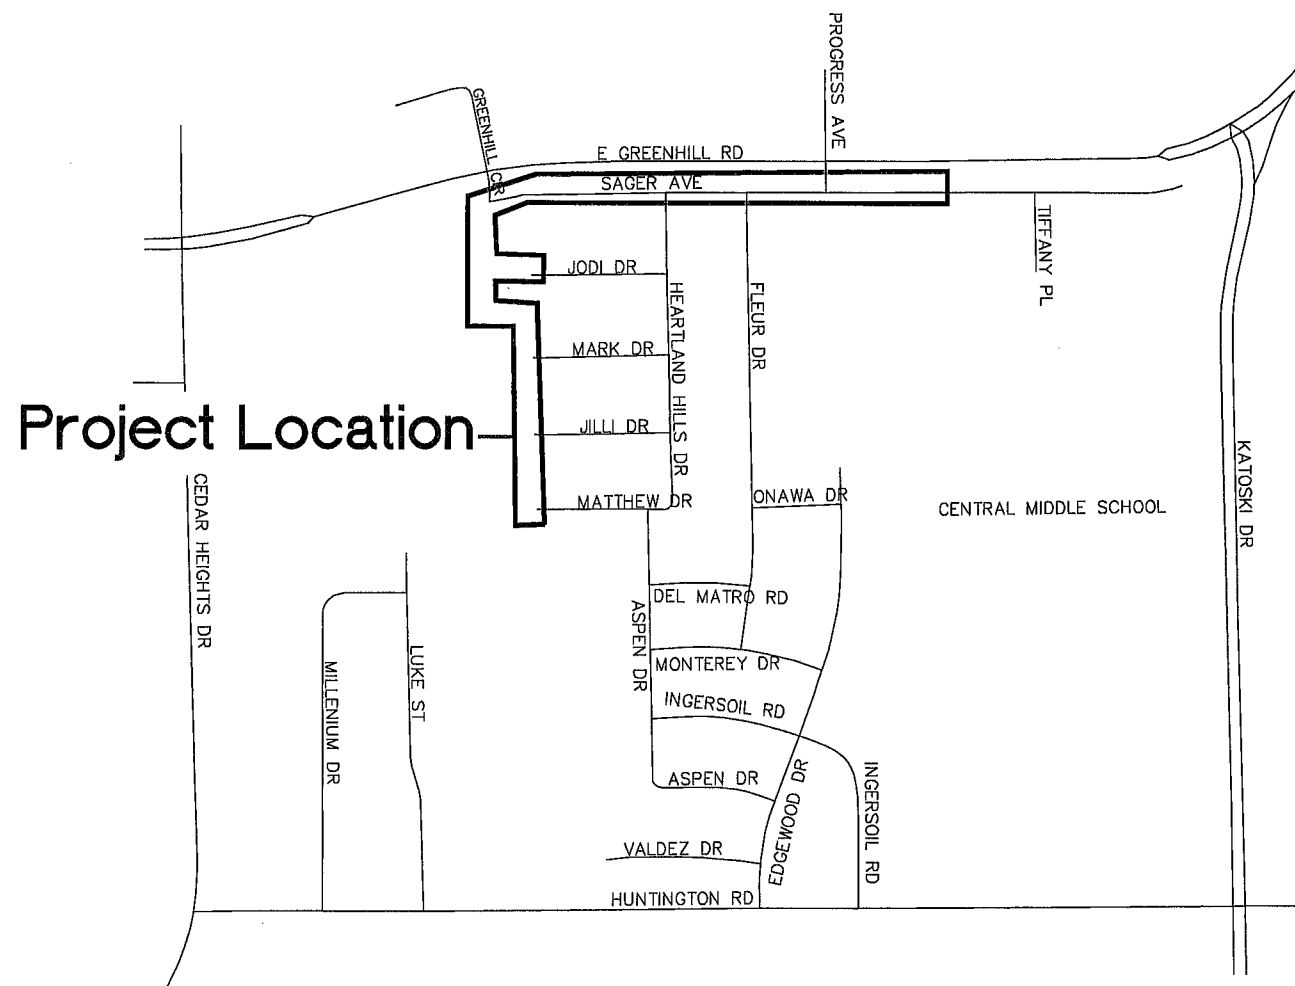 PROGRESS AVE
GREENHILL CIR
E GREENHILL RD
SAGER AVE
TIFFANY PL
JODI DR
HEARTLAND HILLS DR
FLEUR DR
MARK DR
Project Location
JILLI DR
KATOSKI DR
CEDAR HEIGHTS DR
MATTHEW DR
ONAWA DR
CENTRAL MIDDLE SCHOOL
DEL MATRO RD
ASPEN DR
LUKE ST
MILLENIUM DR
MONTEREY DR
INGERSOIL RD
ASPEN DR
EDGEWOOD DR
INGERSOIL RD
VALDEZ DR
HUNTINGTON RD